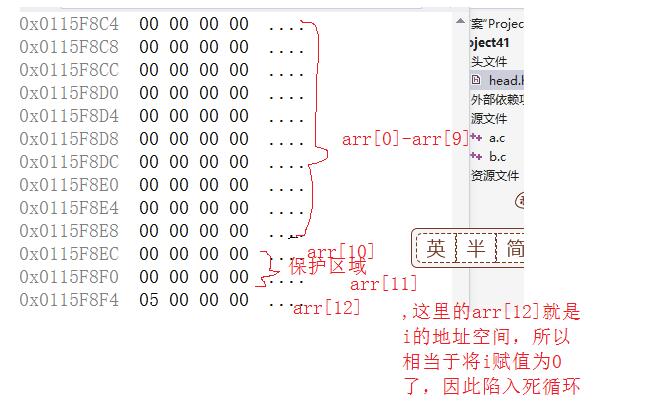 0x0115F8C4 00 00 00 00 ....
案"Projec
0x0115F8C8 00 00 00 00 ....
oject41
0x0115F8CC 00 00 00 00 ....
头文件
0x0115F8D0 00 00 00 00 ....
head.h
0x0115F8D4 00 00 00 00 ....
外部依赖项
0x0115F8D8 00 00 00 00 ....
源文件
arr[0]-arr[9]
a.c
0x0115F8DC 00 00 00 00 ....
b.c
0x0115F8E0 00 00 00 00 ....
资源文件
0x0115F8E4 00 00 00 00 ....
0x0115F8E8 00 00 00 00 ....
英 半 简
0x0115F8EC 00 00 00 00 ....
arr[10]
保护区域
0x0115F8F0 00 00 00 00 ....
arr[11]
0x0115F8F4 05 00 00 00 ....
arr[12]
,这里的arr[12]就是
i的地址空间，所以
相当于将i赋值为0
了，因此陷入死循环